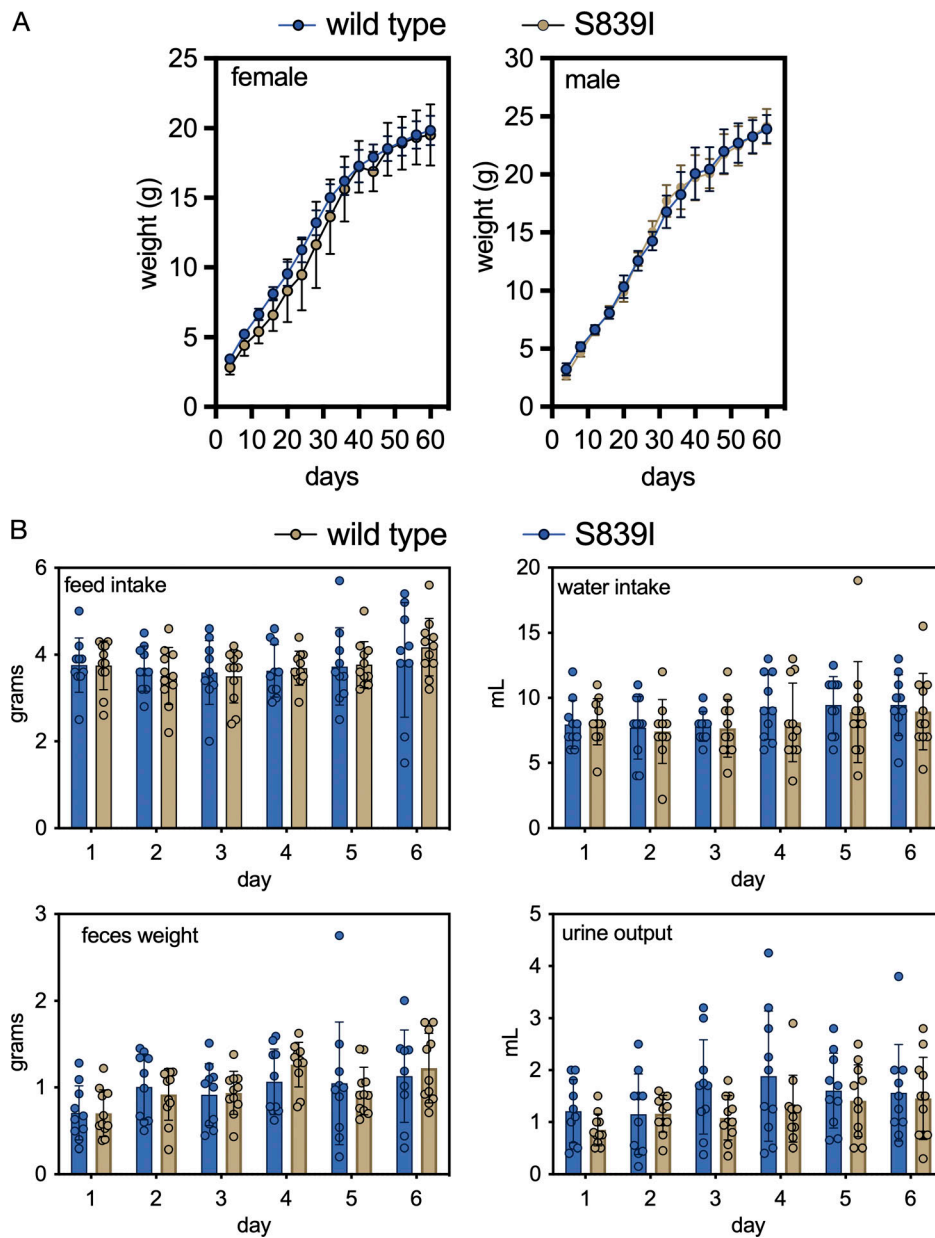 A
wild type S839I
female
25
20
15
10
5
0
weight (g)
0 10 20 30 40 50 60
days
male
30
25
20
15
10
5
0
weight (g)
0 10 20 30 40 50 60
days
B
wild type S839I
feed intake
6
4
2
0
grams
1 2 3 4 5 6
day
water intake
20
15
10
5
0
mL
1 2 3 4 5 6
day
feces weight
3
2
1
0
grams
1 2 3 4 5 6
day
urine output
5
4
3
2
1
0
mL
1 2 3 4 5 6
day